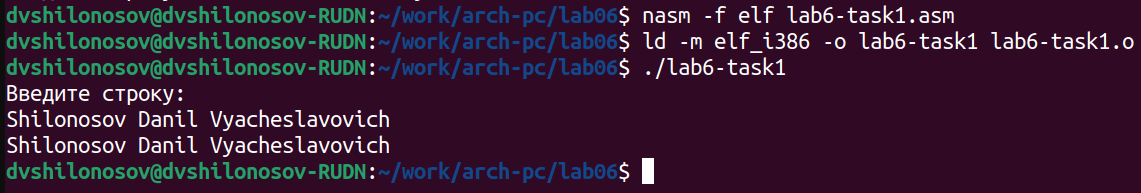 dvshilonosov@dvshilonosov-RUDN:~/work/arch-pc/lab06$ nasm -f elf lab6-task1.asm
dvshilonosov@dvshilonosov-RUDN:~/work/arch-pc/lab06$ ld -m elf_i386 -o lab6-task1 lab6-task1.o
dvshilonosov@dvshilonosov-RUDN:~/work/arch-pc/lab06$ ./lab6-task1
Введите строку:
Shilonosov Danil Vyacheslavovich
Shilonosov Danil Vyacheslavovich
dvshilonosov@dvshilonosov-RUDN:~/work/arch-pc/lab06$